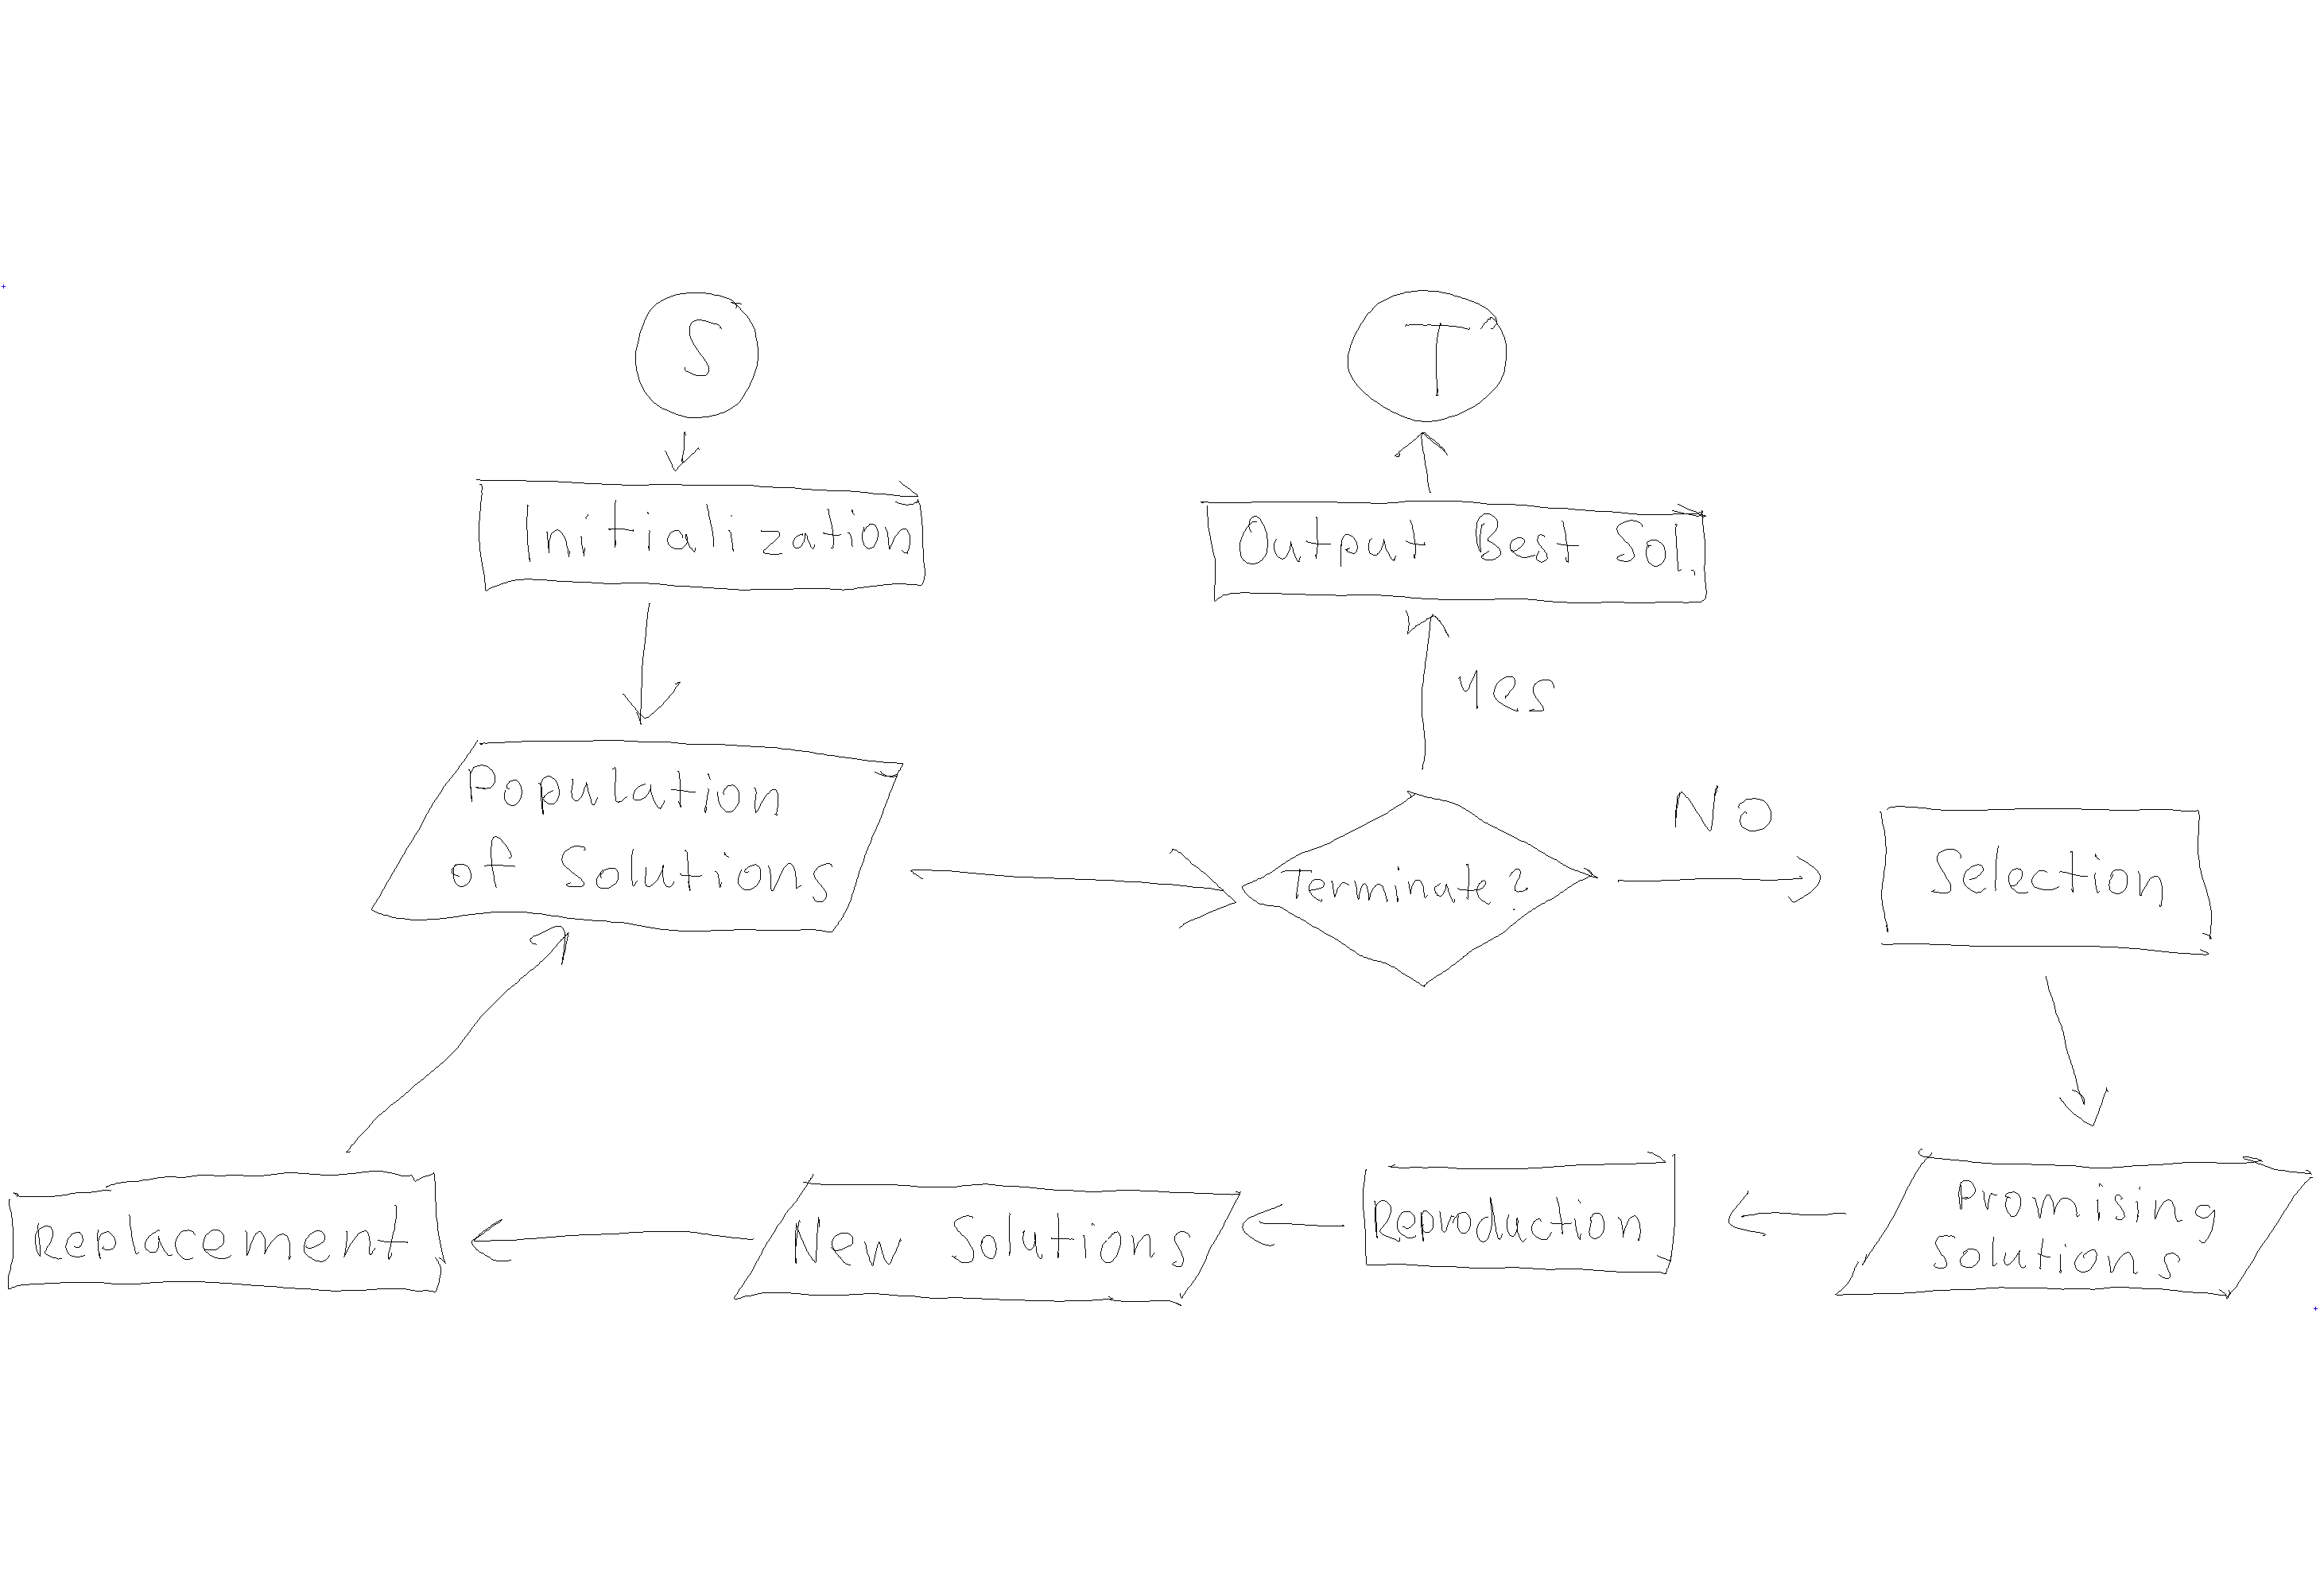 S
T
Initialization
Output Best Sol.
Yes
Population
of Solutions
Terminate?
NO
Selection
Promising
Solutions
Reproduction
New Solutions
Replacement